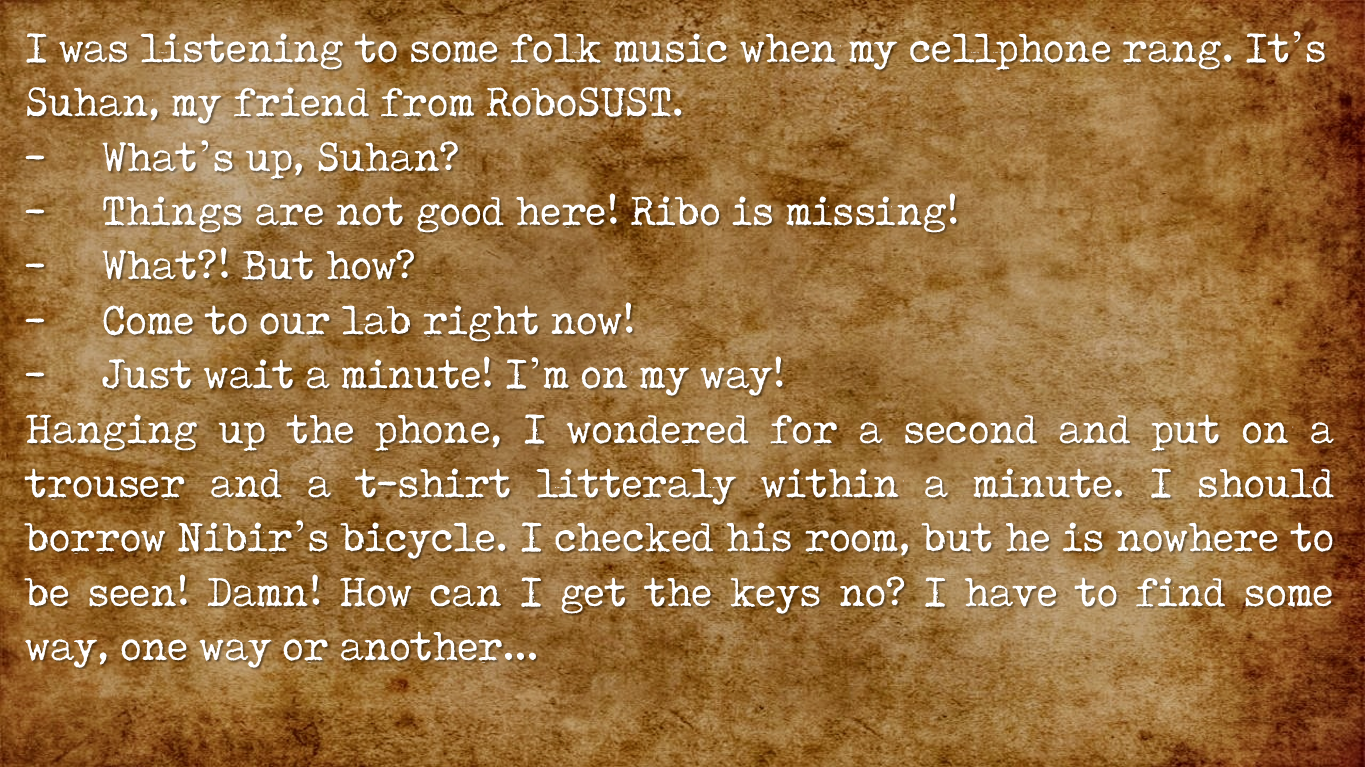 I was listening to some folk music when my cellphone rang. It’s
Suhan, my friend from RoboSUST.
- What’s up, Suhan?
- Things are not good here! Ribo is missing!
- What?! But how?
- Come to our lab right now!
- Just wait a minute! I’m on my way!
Hanging up the phone, I wondered for a second and put on a
trouser and a t-shirt litteraly within a minute. I should
borrow Nibir’s bicycle. I checked his room, but he is nowhere to
be seen! Damn! How can I get the keys no? I have to find some
way, one way or another…